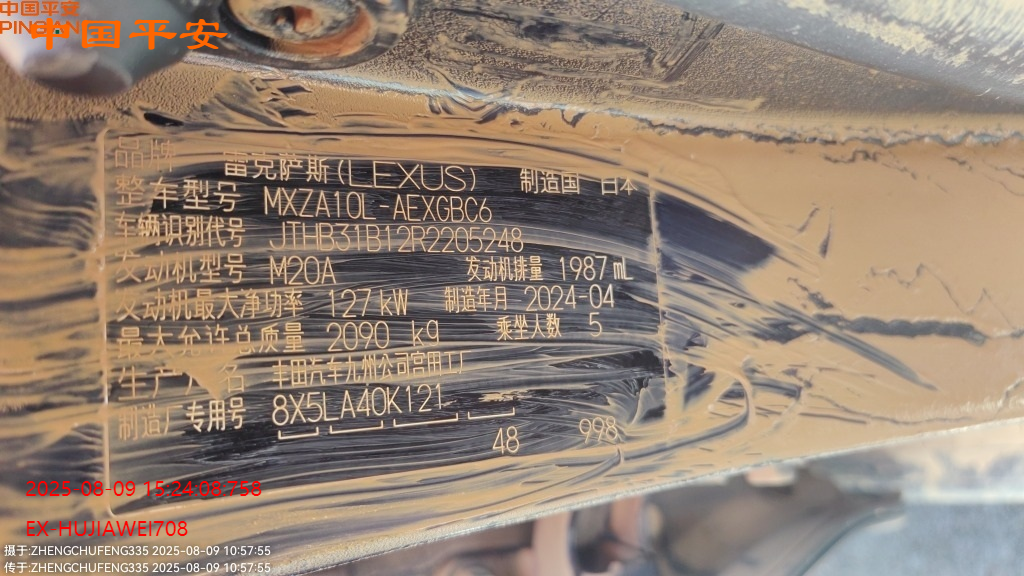 中国平安
PING AN
中国平安
品牌 雷克萨斯(LEXUS) 制造国 日本
整车型号 MXZA10L-AEXGBC6
车辆识别代号 JTHB31B12R2205248
发动机型号 M20A 发动机排量 1987 mL
发动机最大净功率 127 kW 制造年月 2024-04
最大允许总质量 2090 kg 乘坐人数 5
生产厂名 丰田汽车九州公司宫田工厂
制造厂专用号 8X5LA40K121
48 998
2025-08-09 15:24:08:758
EX-HUJIAWEI708
摄于:ZHENGCHUFENG335 2025-08-09 10:57:55
传于:ZHENGCHUFENG335 2025-08-09 10:57:55